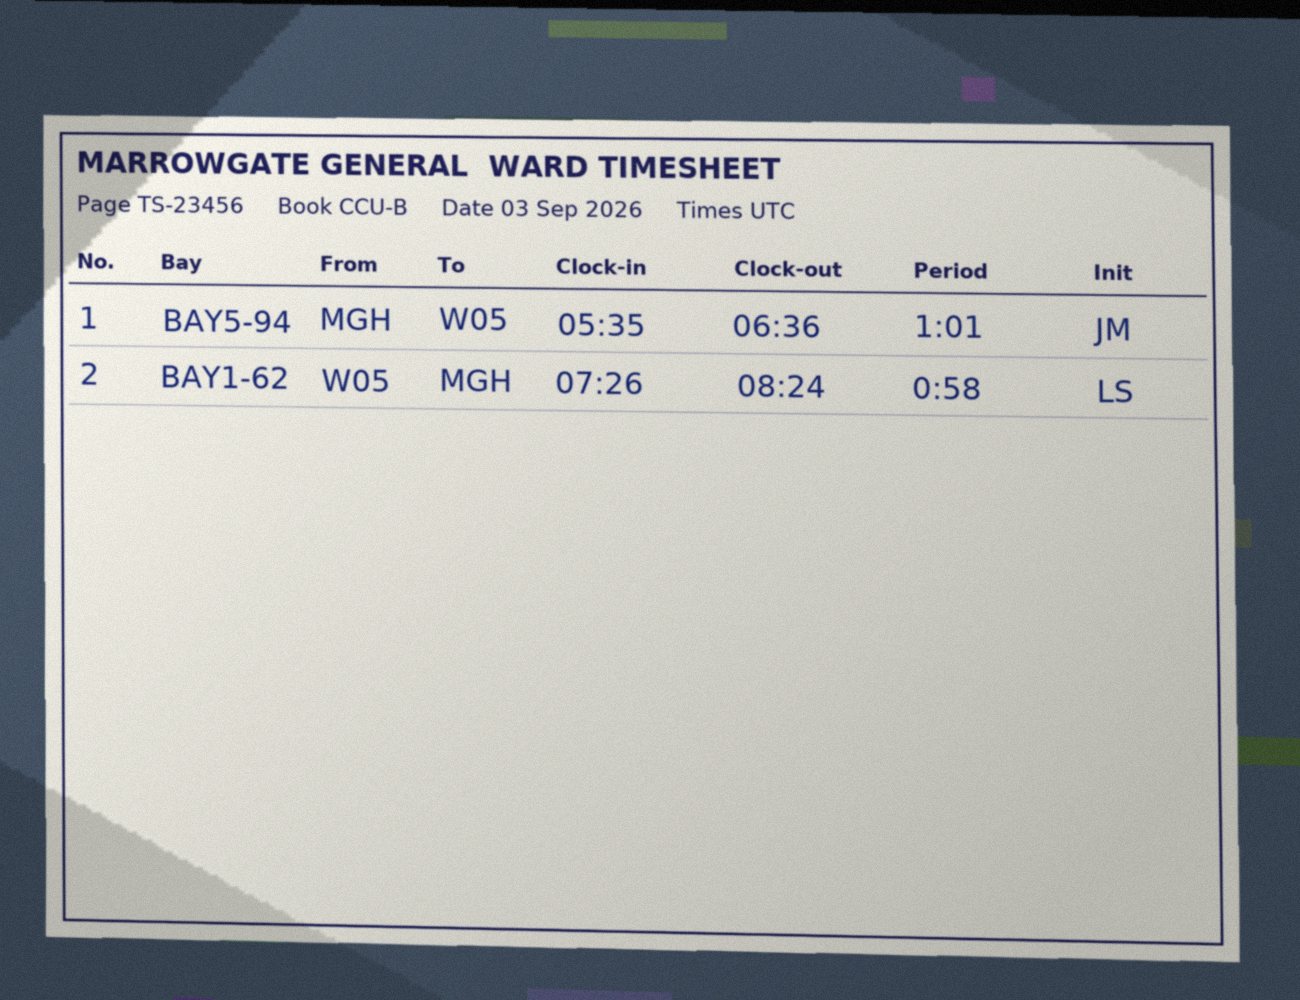 MARROWGATE GENERAL WARD TIMESHEET
Page TS-23456 Book CCU-B Date 03 Sep 2026 Times UTC
No. Bay From To Clock-in Clock-out Period Init
1 BAY5-94 MGH W05 05:35 06:36 1:01 JM
2 BAY1-62 W05 MGH 07:26 08:24 0:58 LS